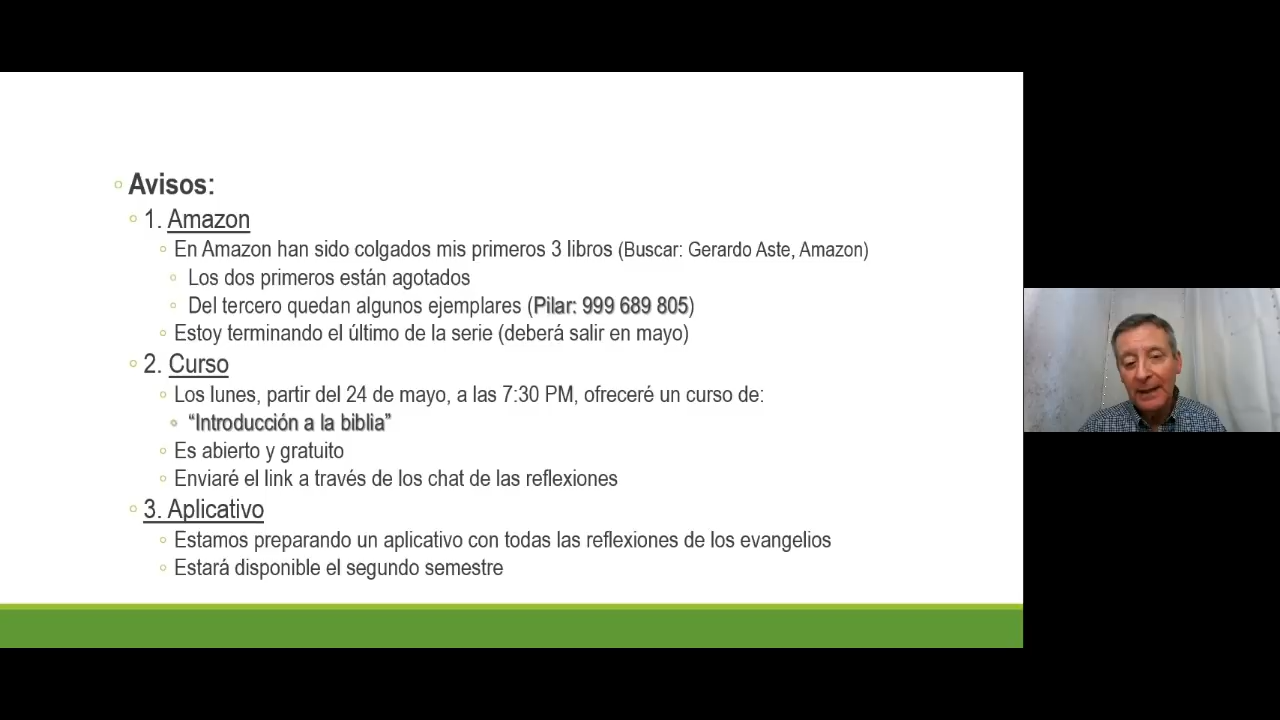 Avisos:
1. Amazon
En Amazon han sido colgados mis primeros 3 libros (Buscar: Gerardo Aste, Amazon)
Los dos primeros están agotados
Del tercero quedan algunos ejemplares (Pilar: 999 689 805)
Estoy terminando el último de la serie (deberá salir en mayo)
2. Curso
Los lunes, partir del 24 de mayo, a las 7:30 PM, ofreceré un curso de:
“Introducción a la biblia”
Es abierto y gratuito
Enviaré el link a través de los chat de las reflexiones
3. Aplicativo
Estamos preparando un aplicativo con todas las reflexiones de los evangelios
Estará disponible el segundo semestre